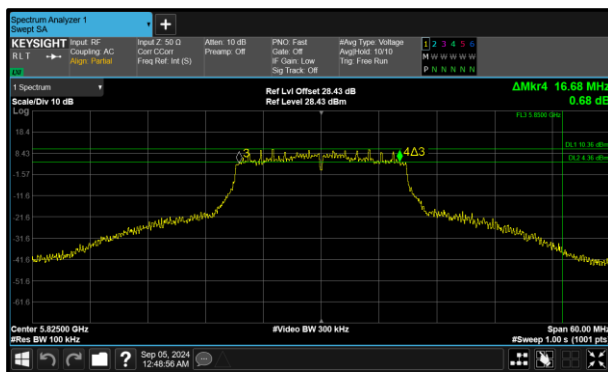 Spectrum Analyzer 1
Swept SA
+
KEYSIGHT Input: RF Input Z: 50 Ω Atten: 10 dB PNO: Fast #Avg Type: Voltage 1 2 3 4 5 6
RLT Coupling: AC Corr CCorr Preamp: Off Gate: Off Avg|Hold: 10/10 M W W W W W
Align: Partial Freq Ref: Int (S) IF Gain: Low Trig: Free Run
Sig Track: Off P N N N N N
1 Spectrum Ref Lvl Offset 28.43 dB ΔMkr4 16.68 MHz
Scale/Div 10 dB Ref Level 28.43 dBm 0.68 dB
Log FL3 5.8500 GHz
18.4
DL1 10.36 dBm
8.43 3 4Δ3
DL2 4.36 dBm
-1.57
-11.6
-21.6
-31.6
-41.6
-51.6
-61.6
Center 5.82500 GHz #Video BW 300 kHz Span 60.00 MHz
#Res BW 100 kHz #Sweep 1.00 s (1001 pts)
? Sep 05, 2024
12:48:56 AM